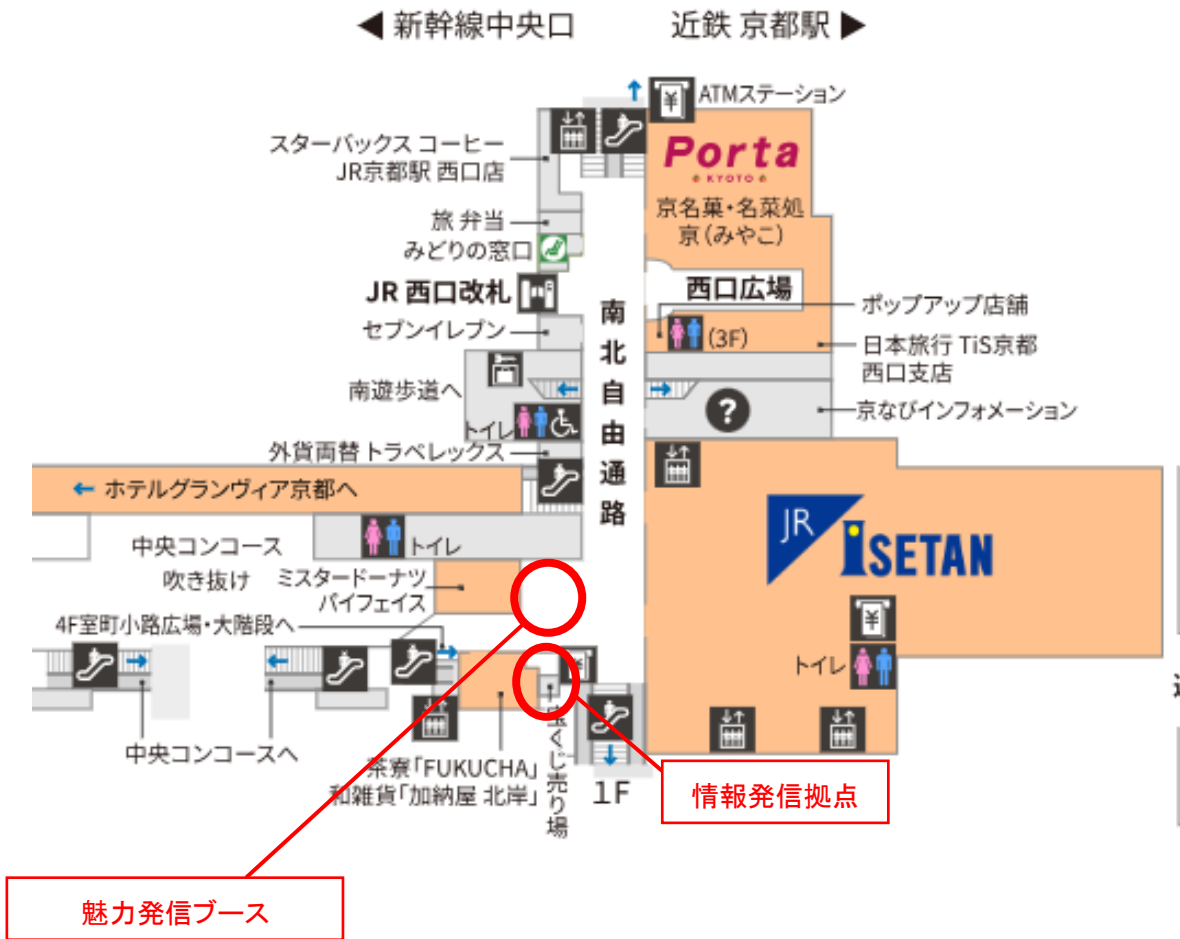 ◀ 新幹線中央口
近鉄 京都駅 ▶
ATMステーション
スターバックス コーヒー
JR京都駅 西口店
Porta
KYOTO
京名菓・名菜処
京(みやこ)
旅 弁当
みどりの窓口
JR 西口改札
西口広場
セブンイレブン
ポップアップ店舗
(3F)
日本旅行 TiS京都
西口支店
南遊歩道へ
南北自由通路
?
京なびインフォメーション
トイレ
外貨両替 トラベレックス
← ホテルグランヴィア京都へ
JR
ISETAN
中央コンコース
吹き抜け
トイレ
ミスタードーナツ
パイフェイス
4F室町小路広場・大階段へ
トイレ
中央コンコースへ
茶寮「FUKUCHA」
和雑貨「加納屋 北岸」
宝くじ売り場
1F
情報発信拠点
魅力発信ブース